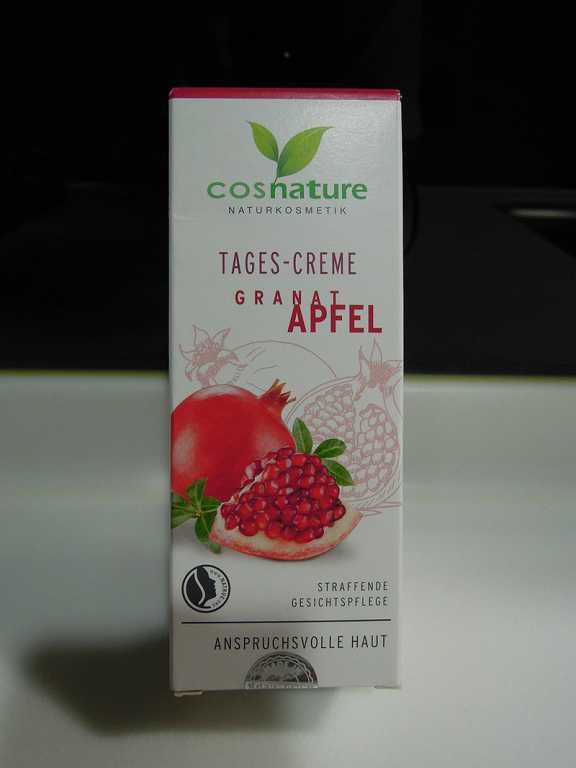 cosnature
NATURKOSMETIK
TAGES-CREME
GRANAT
APFEL
STRAFFENDE
GESICHTSPFLEGE
ANSPRUCHSVOLLE HAUT